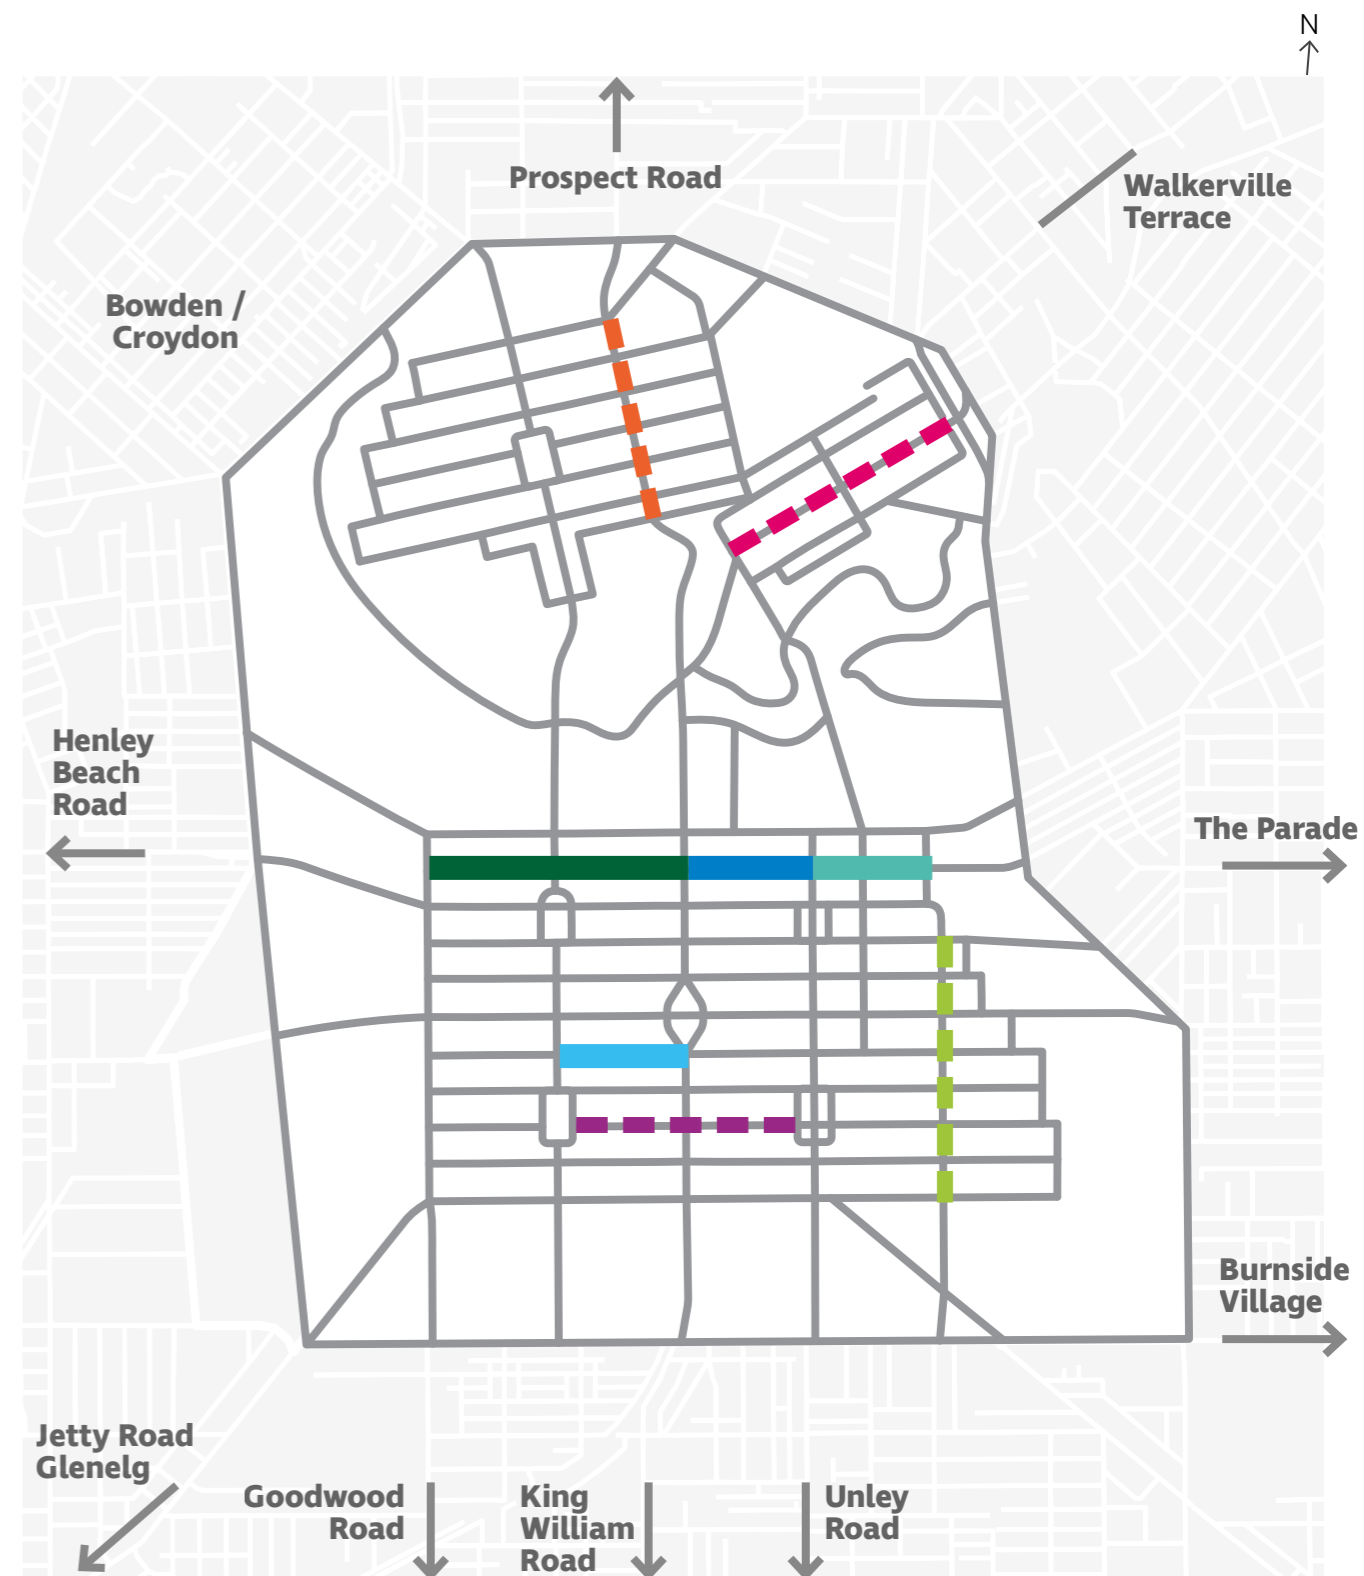 N
Prospect Road
Walkerville
Terrace
Bowden /
Croydon
Henley
Beach
Road
The Parade
Burnside
Village
Jetty Road
Glenelg
Goodwood
Road
King
William
Road
Unley
Road